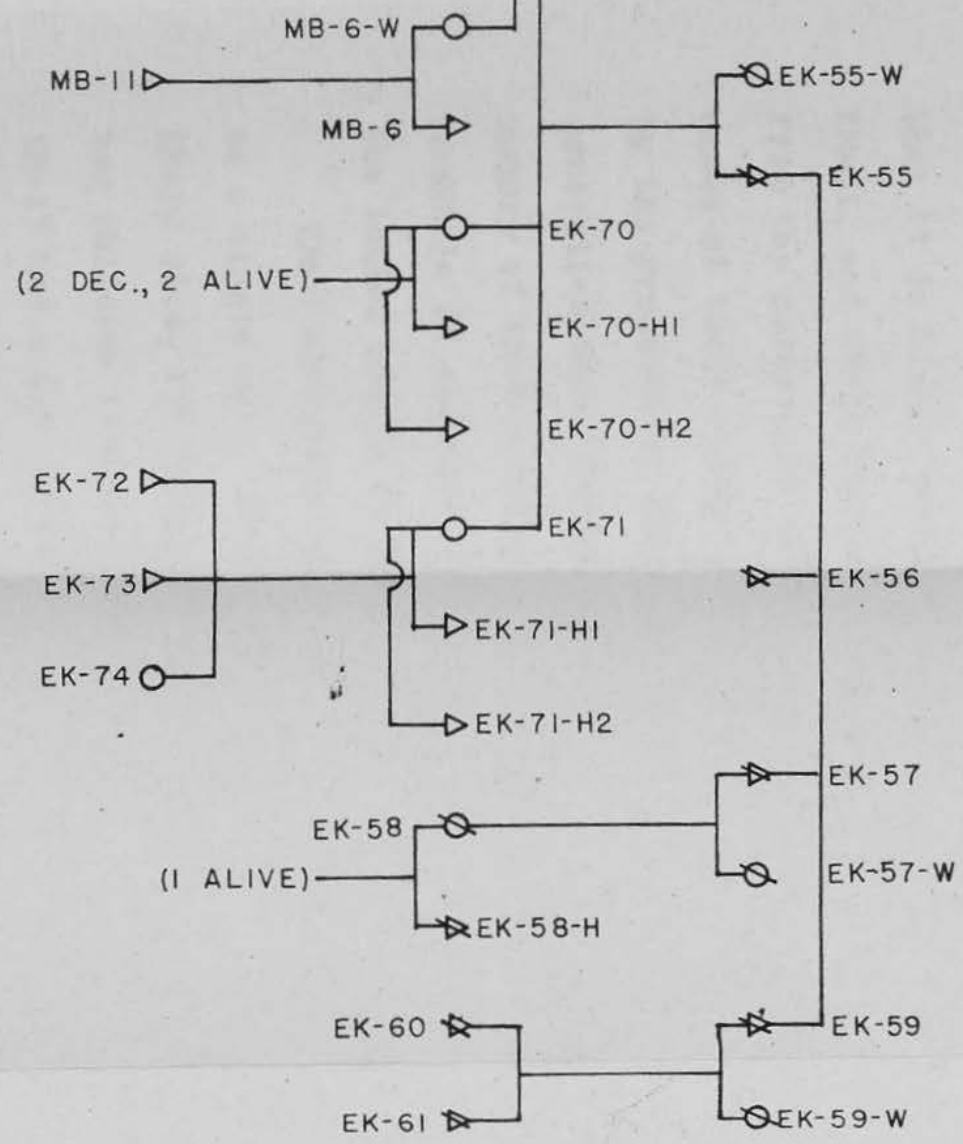 MB-6-W
MB-11
EK-55-W
MB-6
EK-55
EK-70
(2 DEC., 2 ALIVE)
EK-70-H1
EK-70-H2
EK-72
EK-71
EK-73
EK-56
EK-71-H1
EK-74
EK-71-H2
EK-57
EK-58
(1 ALIVE)
EK-57-W
EK-58-H
EK-60
EK-59
EK-61
EK-59-W